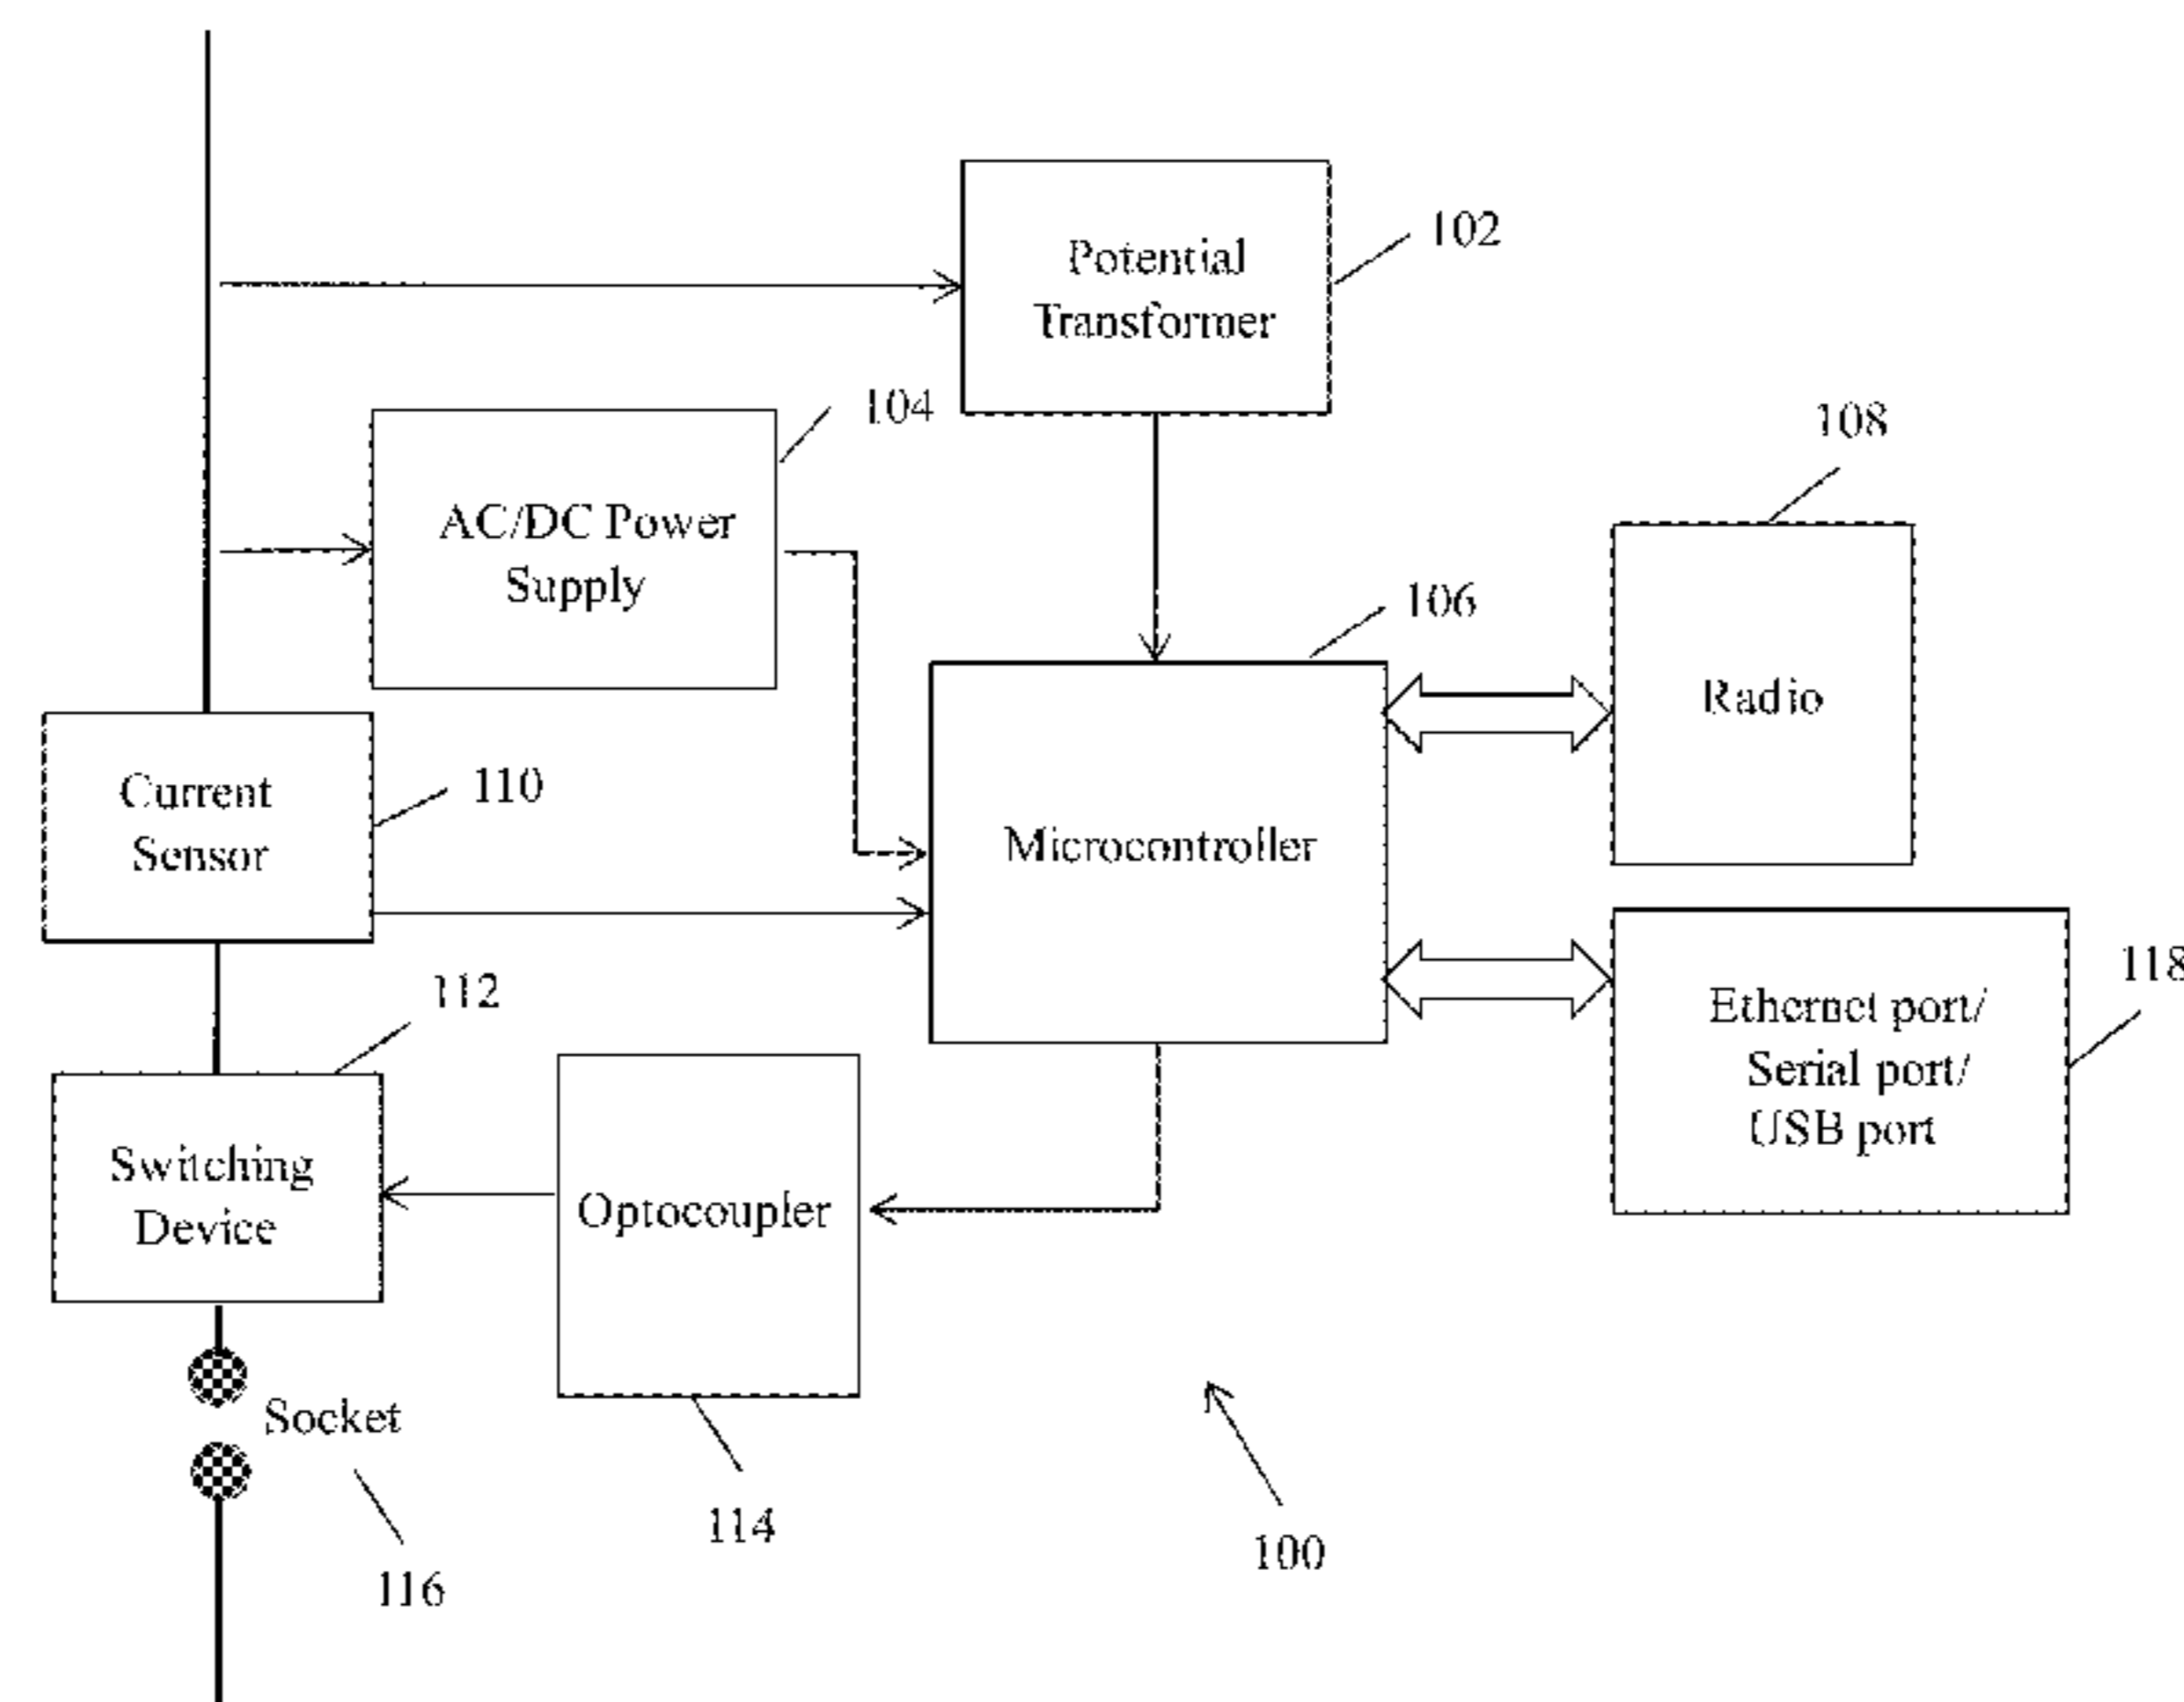 Potential
Transformer
102
104
AC/DC Power
Supply
108
Radio
106
Microcontroller
Current
Sensor
110
112
Ethernet port/
Serial port/
USB port
118
Switching
Device
Optocoupler
Socket
114
100
116